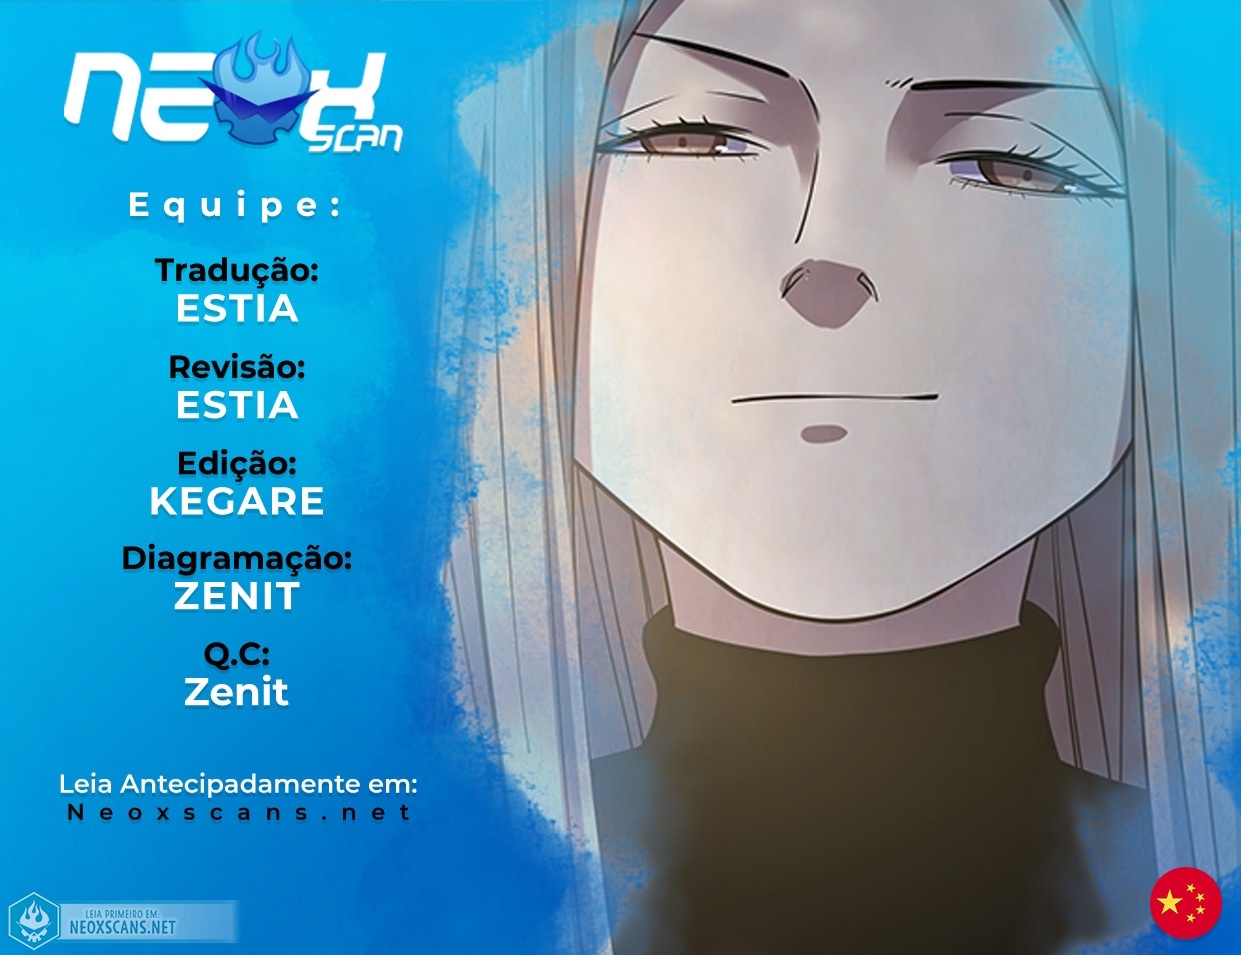 NEOX
SCAN
Equipe:
Tradução:
ESTIA
Revisão:
ESTIA
Edição:
KEGARE
Diagramação:
ZENIT
Q.C:
Zenit
Leia Antecipadamente em:
Neoxscans.net
LEIA PRIMEIRO EM:
NEOXSCANS.NET